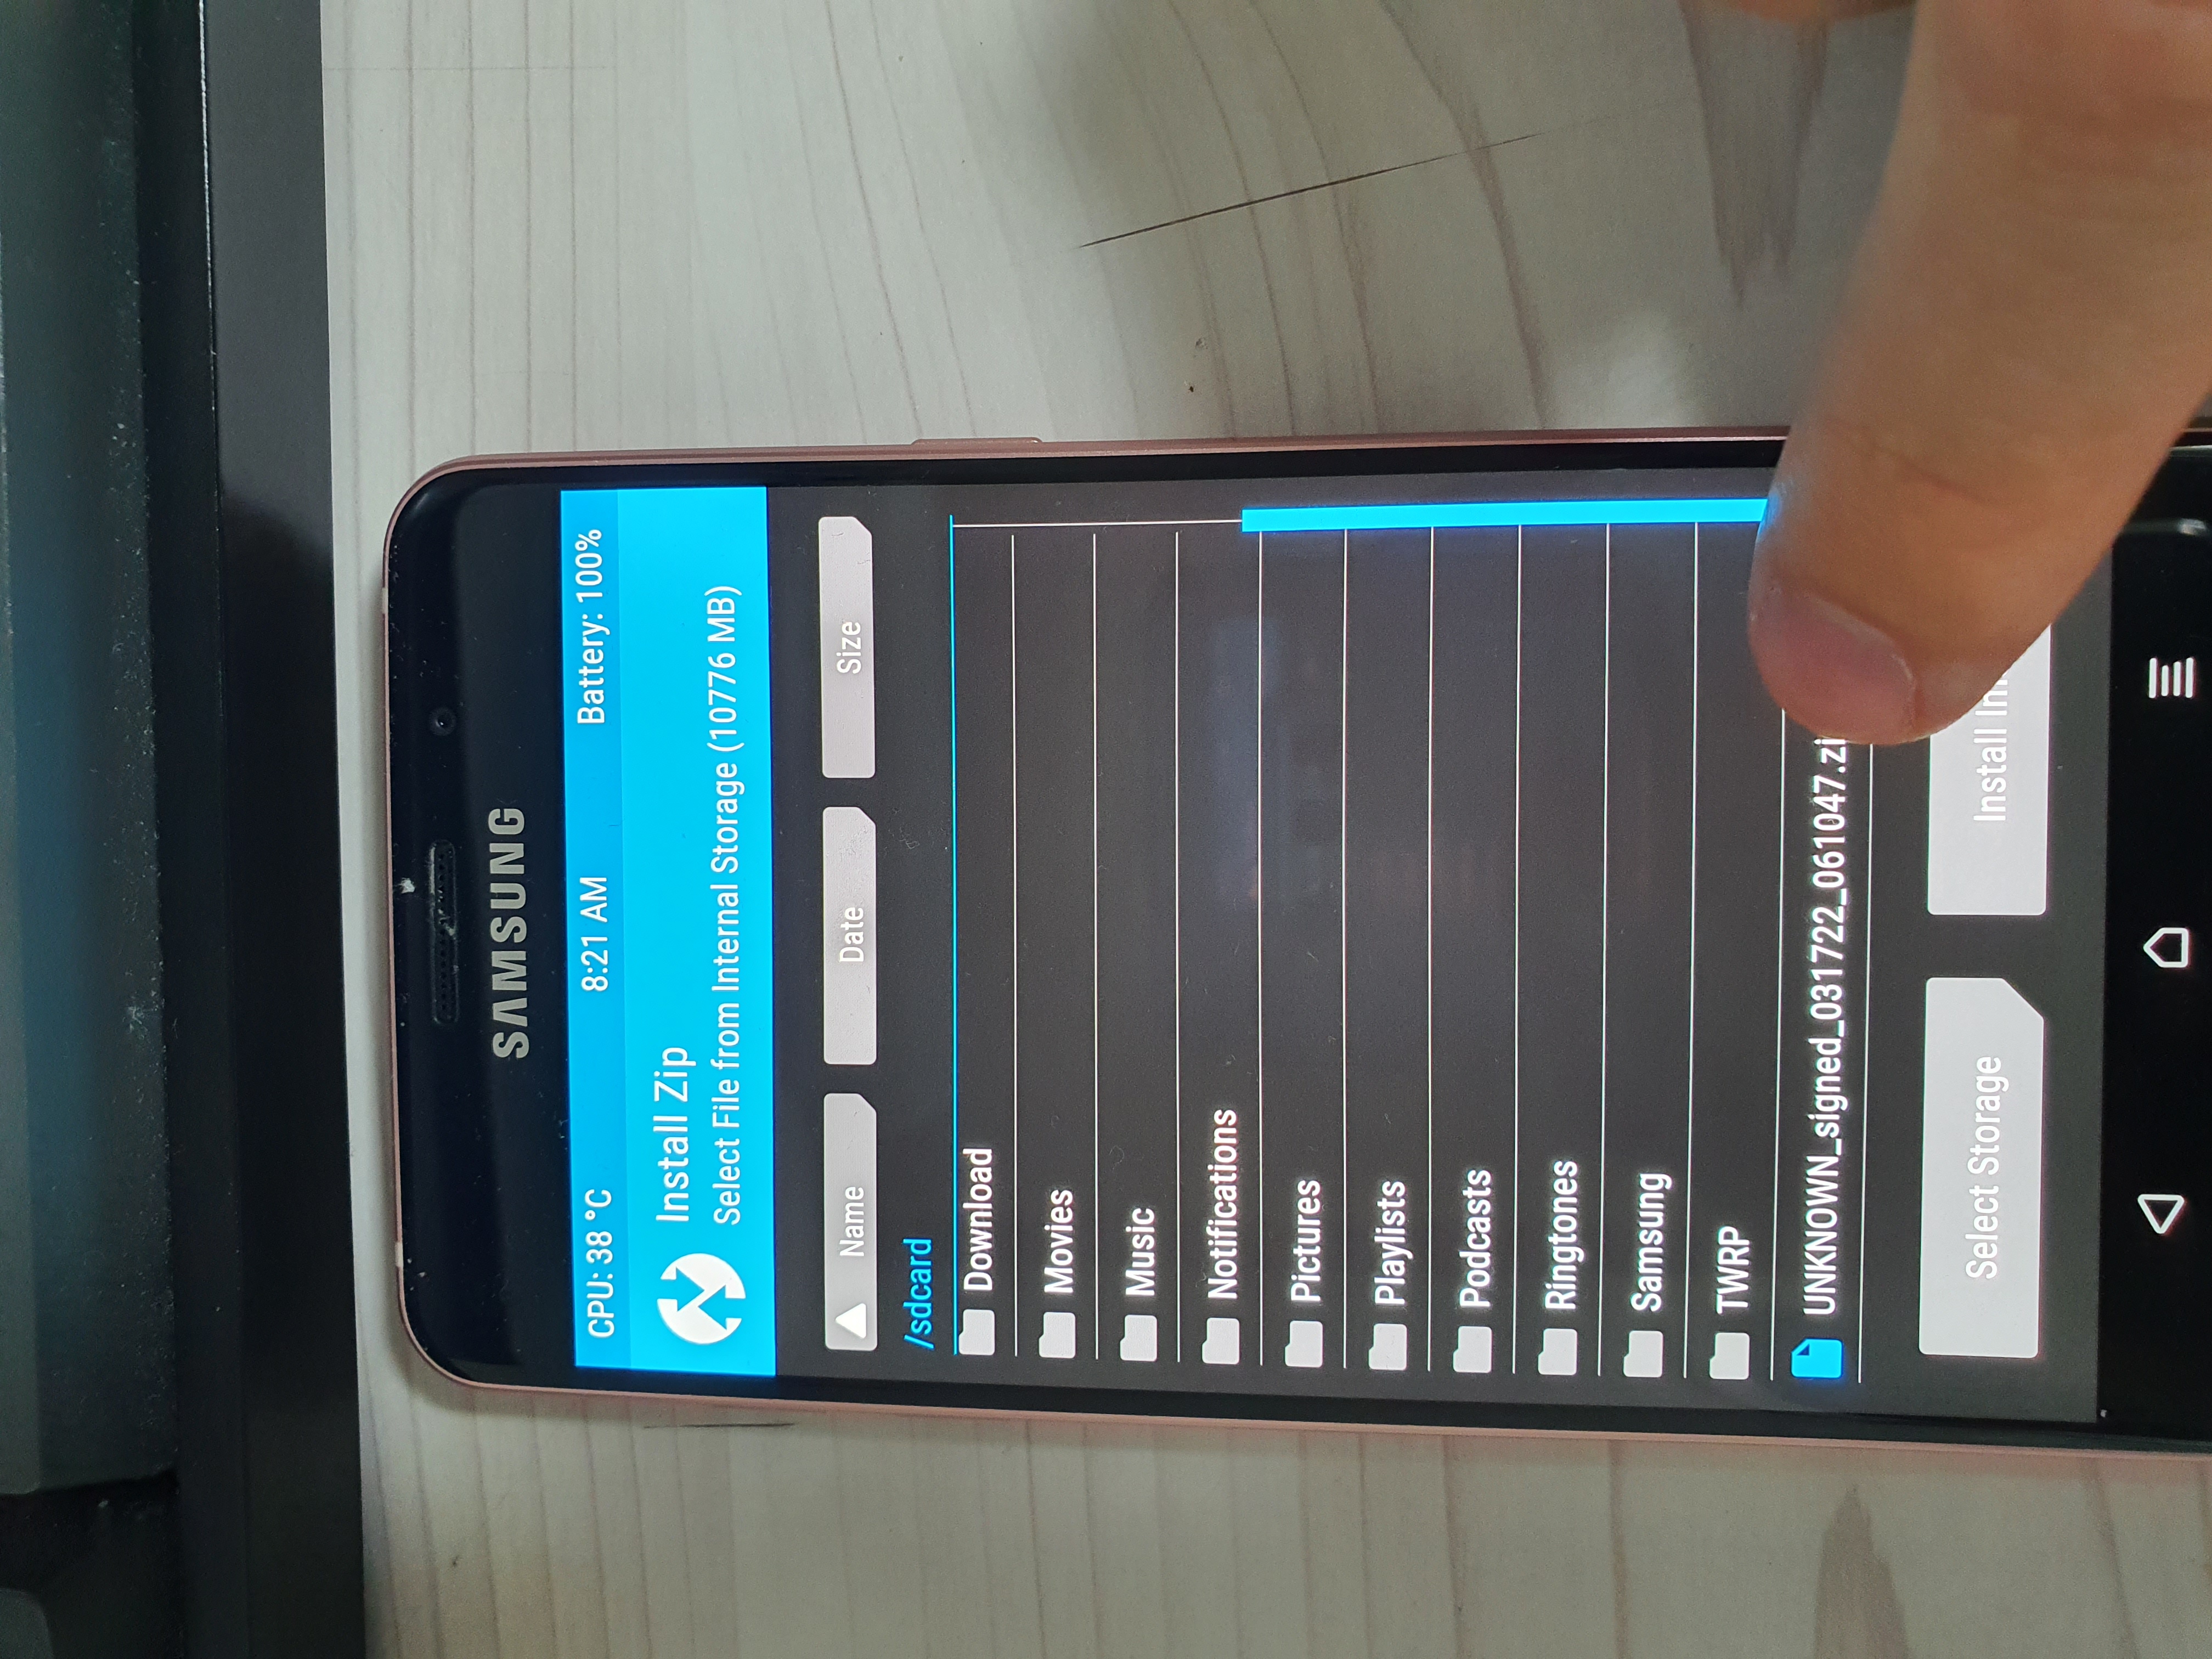 SAMSUNG
CPU: 38 °C 8:21 AM Battery: 100%
Install Zip
Select File from Internal Storage (10776 MB)
Name Date Size
/sdcard
Download
Movies
Music
Notifications
Pictures
Playlists
Podcasts
Ringtones
Samsung
TWRP
UNKNOWN_signed_031722_061047.zi
Select Storage Install